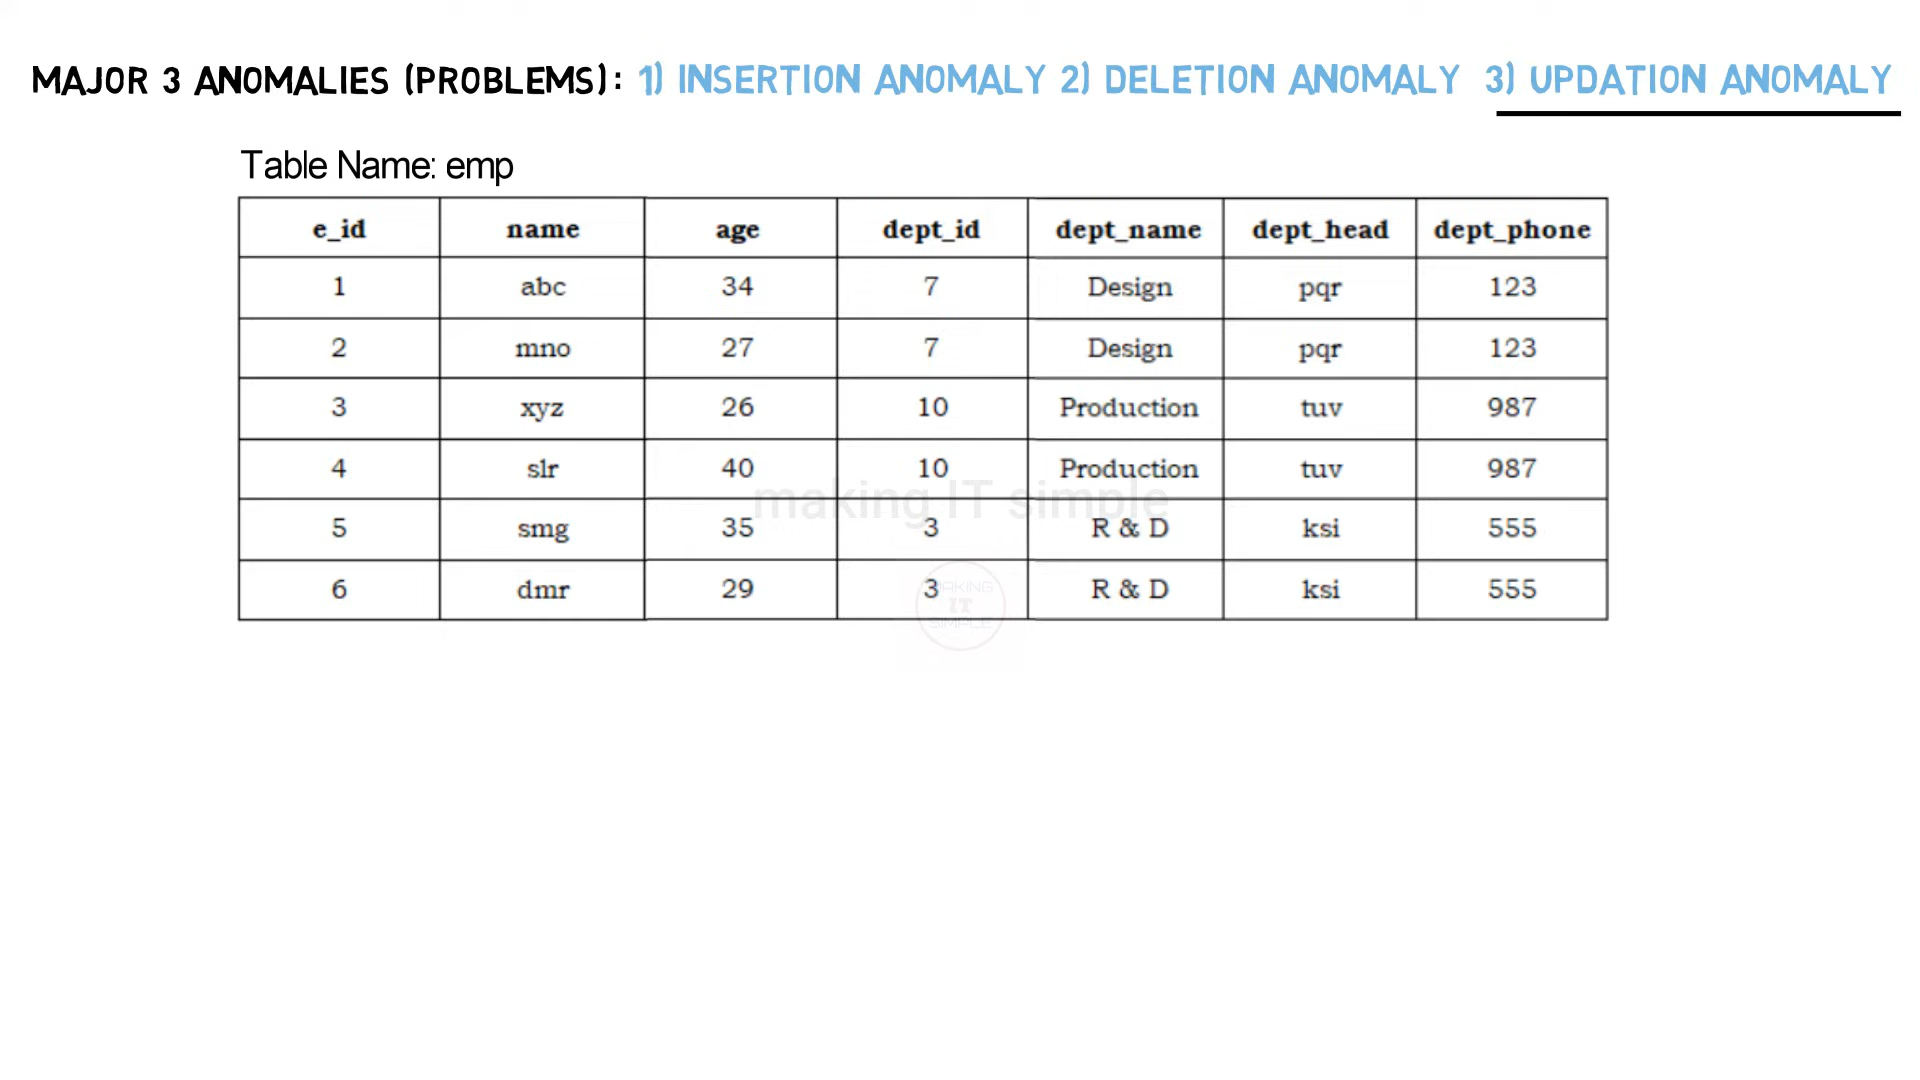 MAJOR 3 ANOMALIES (PROBLEMS): 1) INSERTION ANOMALY 2) DELETION ANOMALY 3) UPDATION ANOMALY
Table Name: emp
e_id name age dept_id dept_name dept_head dept_phone
1 abc 34 7 Design pqr 123
2 mno 27 7 Design pqr 123
3 xyz 26 10 Production tuv 987
4 slr 40 10 Production tuv 987
making IT simple
5 smg 35 3 R & D ksi 555
6 dmr 29 3 R & D ksi 555
MAKING
IT
SIMPLE